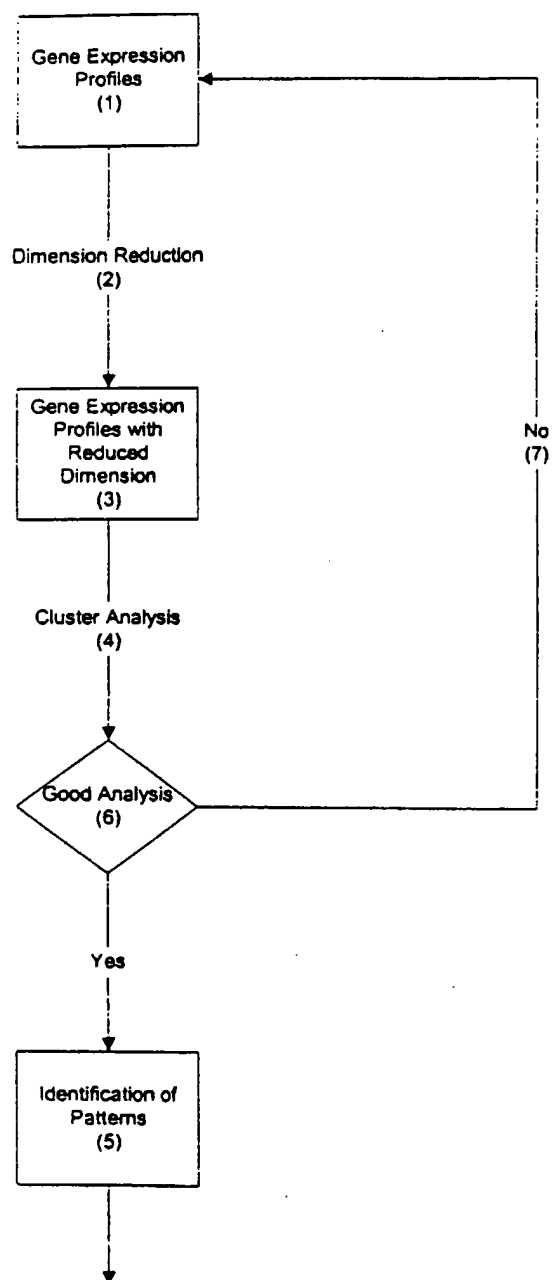 Gene Expression
Profiles
(1)
Dimension Reduction
(2)
Gene Expression
Profiles with
Reduced
Dimension
(3)
No
(7)
Cluster Analysis
(4)
Good Analysis
(6)
Yes
Identification of
Patterns
(5)